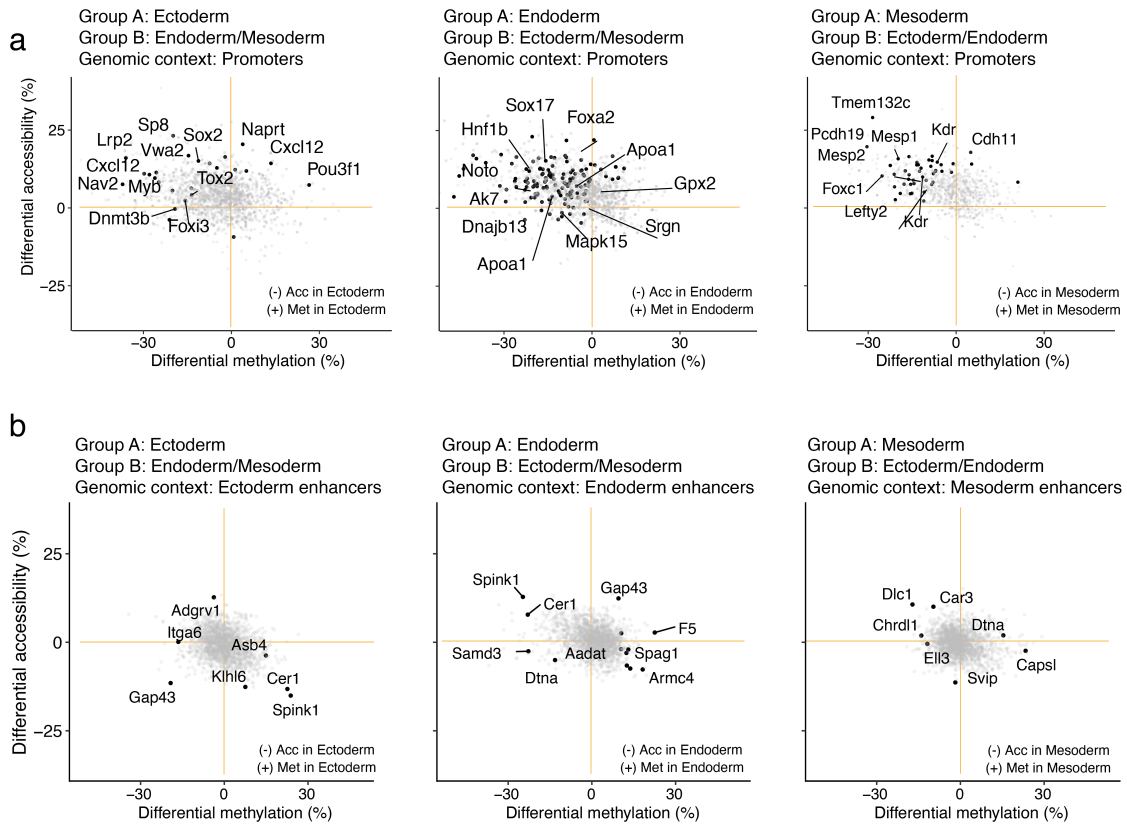 a
Group A: Ectoderm
Group B: Endoderm/Mesoderm
Genomic context: Promoters
Differential accessibility (%)
25
0
−25
Lrp2
Sp8
Sox2
Naprt
Vwa2
Cxcl12
Cxcl12
Pou3f1
Nav2
Myb
Tox2
Dnmt3b
Foxi3
(-) Acc in Ectoderm
(+) Met in Ectoderm
−30
0
30
Differential methylation (%)
Group A: Endoderm
Group B: Ectoderm/Mesoderm
Genomic context: Promoters
Sox17
Foxa2
Hnf1b
Apoa1
Noto
Gpx2
Ak7
Dnajb13
Srgn
Mapk15
Apoa1
(-) Acc in Endoderm
(+) Met in Endoderm
−30
0
30
Differential methylation (%)
Group A: Mesoderm
Group B: Ectoderm/Endoderm
Genomic context: Promoters
Tmem132c
Pcdh19
Mesp1
Kdr
Cdh11
Mesp2
Foxc1
Lefty2
Kdr
(-) Acc in Mesoderm
(+) Met in Mesoderm
−30
0
30
Differential methylation (%)
b
Group A: Ectoderm
Group B: Endoderm/Mesoderm
Genomic context: Ectoderm enhancers
Differential accessibility (%)
25
0
−25
Adgrv1
Itga6
Asb4
Klhl6
Cer1
Gap43
Spink1
(-) Acc in Ectoderm
(+) Met in Ectoderm
−30
0
30
Differential methylation (%)
Group A: Endoderm
Group B: Ectoderm/Mesoderm
Genomic context: Endoderm enhancers
Spink1
Gap43
Cer1
F5
Samd3
Aadat
Spag1
Dtna
Armc4
(-) Acc in Endoderm
(+) Met in Endoderm
−30
0
30
Differential methylation (%)
Group A: Mesoderm
Group B: Ectoderm/Endoderm
Genomic context: Mesoderm enhancers
Dlc1
Car3
Chrdl1
Dtna
Ell3
Capsl
Svip
(-) Acc in Mesoderm
(+) Met in Mesoderm
−30
0
30
Differential methylation (%)